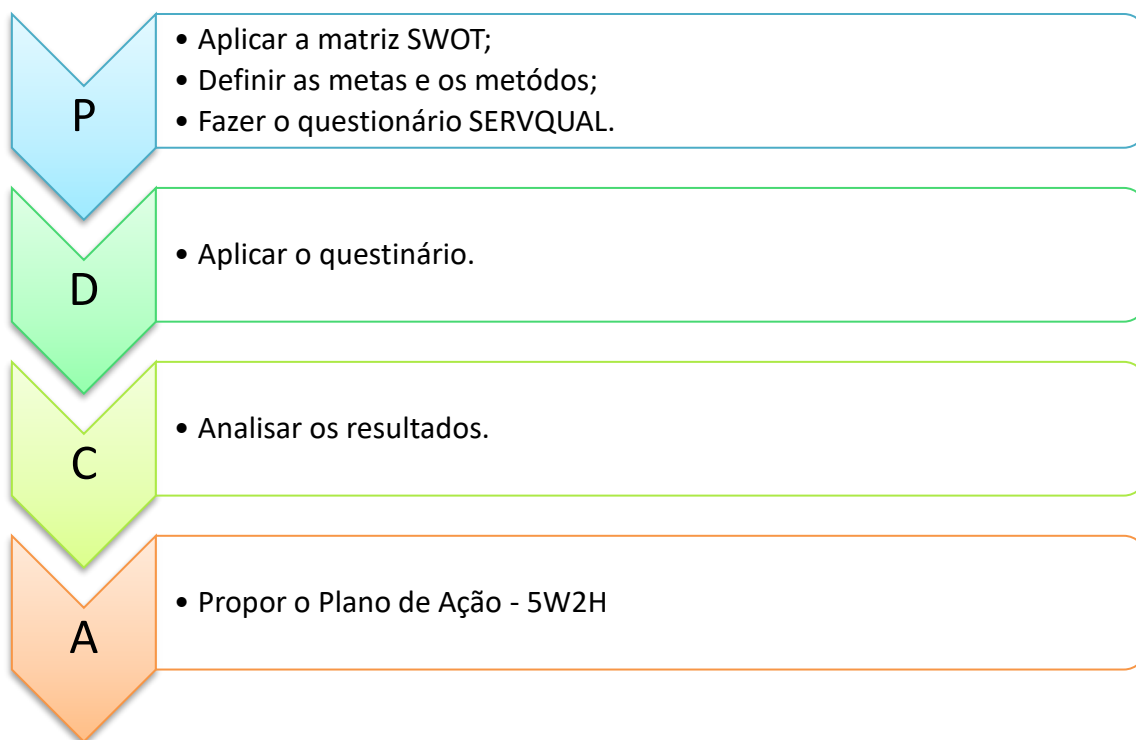 P
• Aplicar a matriz SWOT;
• Definir as metas e os metódos;
• Fazer o questionário SERVQUAL.
D
• Aplicar o questinário.
C
• Analisar os resultados.
A
• Propor o Plano de Ação - 5W2H